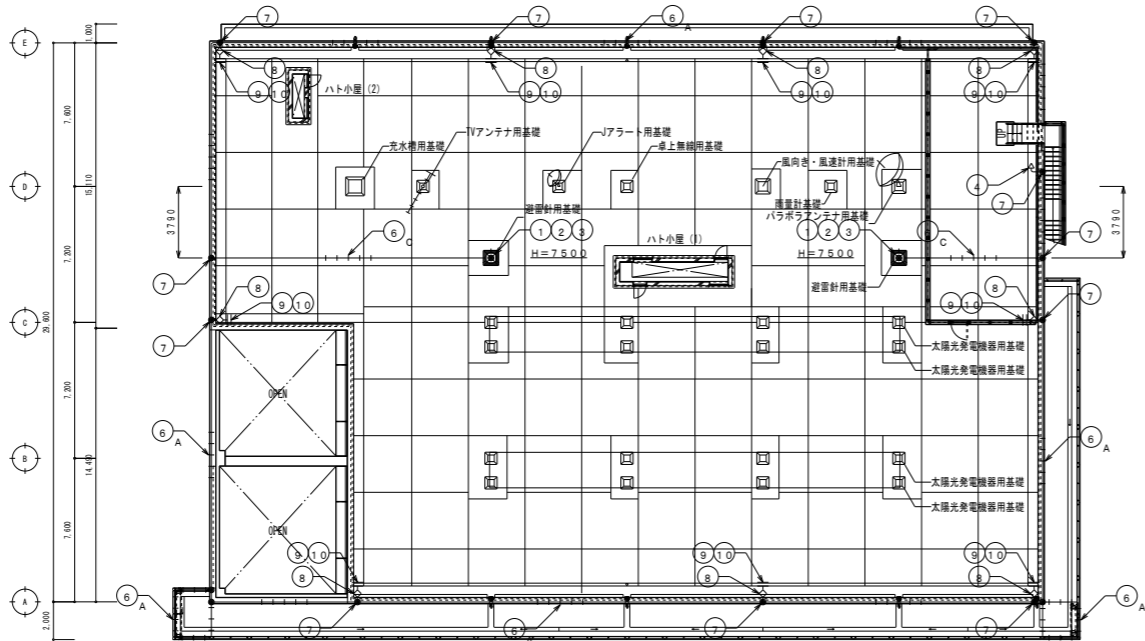 7
7
6
A
7
7
E
1,000
8
8
8
8
9 10
9 10
9 10
9 10
ハト小屋(2)
7,600
TVアンテナ用基礎
Jアラート用基礎
充水槽用基礎
卓上無線用基礎
風向き・風速計用基礎
UP
4
7
D
15,110
雨量計基礎
パラボラアンテナ用基礎
3790
避雷針用基礎
6
C
1 2 3
H=7500
ハト小屋(1)
1 2 3
H=7500
C
7
3790
7,200
避雷針用基礎
7
8
9 10
9 10
8
7
C
29,600
7
太陽光発電機器用基礎
太陽光発電機器用基礎
OPEN
7,200
6
A
6
A
B
14,490
太陽光発電機器用基礎
太陽光発電機器用基礎
OPEN
7,600
9 10
9 10
9 10
8
8
8
A
6
A
6
A
2,000
7
6
7
7